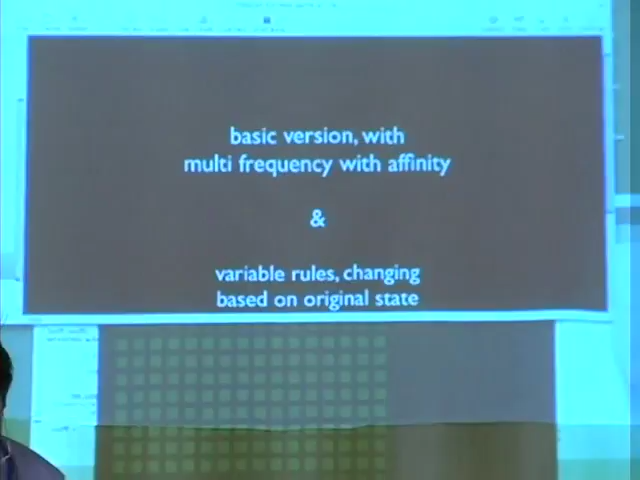 basic version, with
multi frequency with affinity
&
variable rules, changing
based on original state